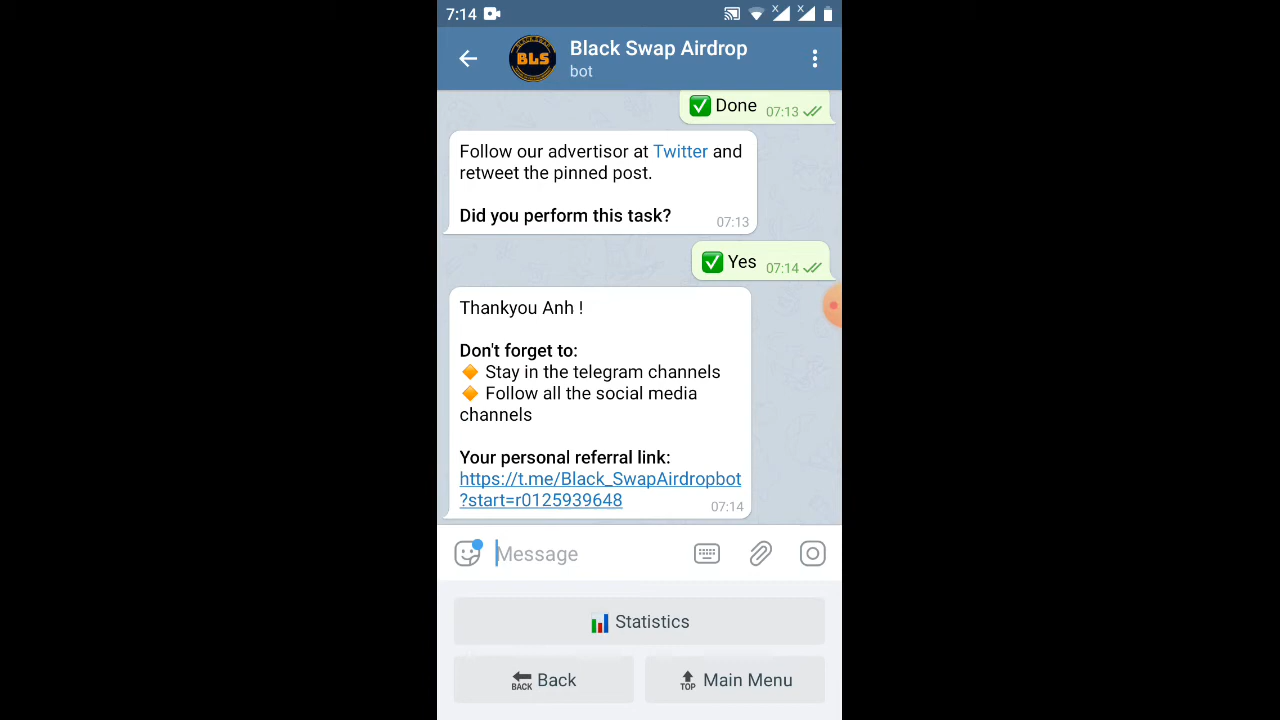 7:14
Black Swap Airdrop
BLS
bot
Done 07:13
Follow our advertisor at Twitter and
retweet the pinned post.
Did you perform this task? 07:13
Yes 07:14
Thankyou Anh !
Don't forget to:
Stay in the telegram channels
Follow all the social media
channels
Your personal referral link:
https://t.me/Black_SwapAirdropbot
?start=r0125939648 07:14
Message
Statistics
BACK Back
TOP Main Menu